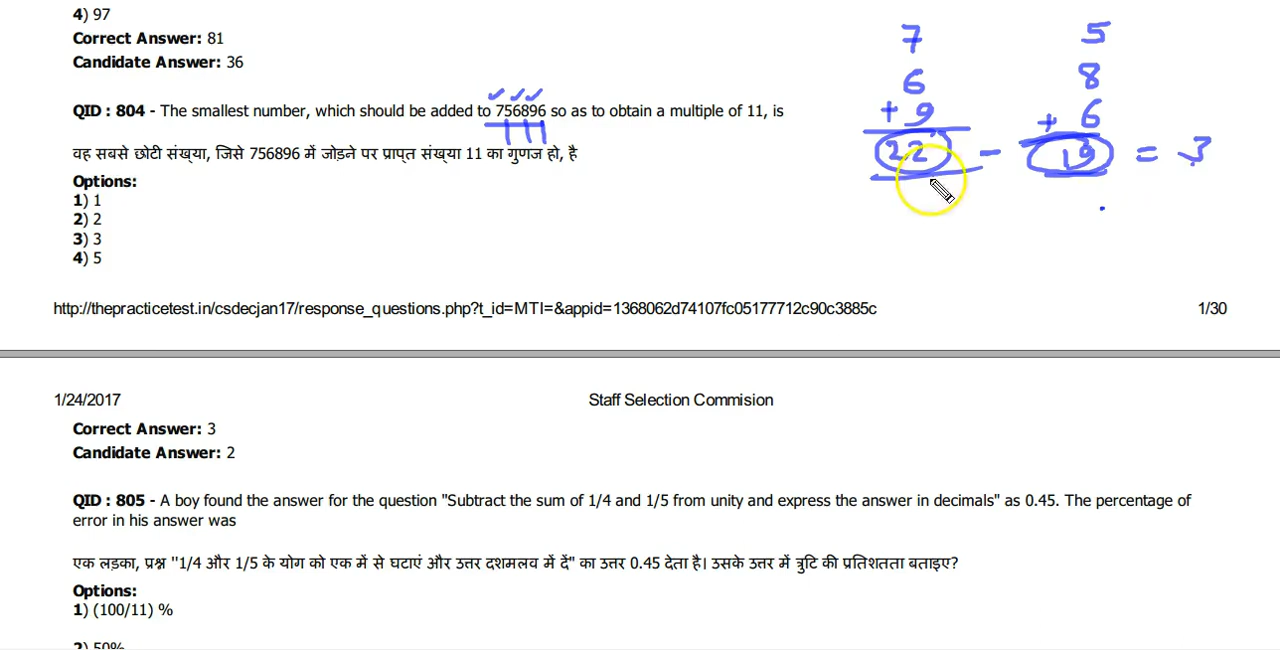 4) 97
Correct Answer: 81
Candidate Answer: 36
QID : 804 - The smallest number, which should be added to 756896 so as to obtain a multiple of 11, is
वह सबसे छोटी संख्या, जिसे 756896 में जोड़ने पर प्राप्त संख्या 11 का गुणज हो, है
Options:
1) 1
2) 2
3) 3
4) 5
7 5
6 8
+ 9 + 6
22 - 19 = 3
http://thepracticetest.in/csdecjan17/response_questions.php?t_id=MTI=&appid=1368062d74107fc05177712c90c3885c 1/30
1/24/2017 Staff Selection Commision
Correct Answer: 3
Candidate Answer: 2
QID : 805 - A boy found the answer for the question "Subtract the sum of 1/4 and 1/5 from unity and express the answer in decimals" as 0.45. The percentage of
error in his answer was
एक लड़का, प्रश्न "1/4 और 1/5 के योग को एक में से घटाएं और उत्तर दशमलव में दें" का उत्तर 0.45 देता है। उसके उत्तर में त्रुटि की प्रतिशतता बताइए?
Options:
1) (100/11) %
2) 50%